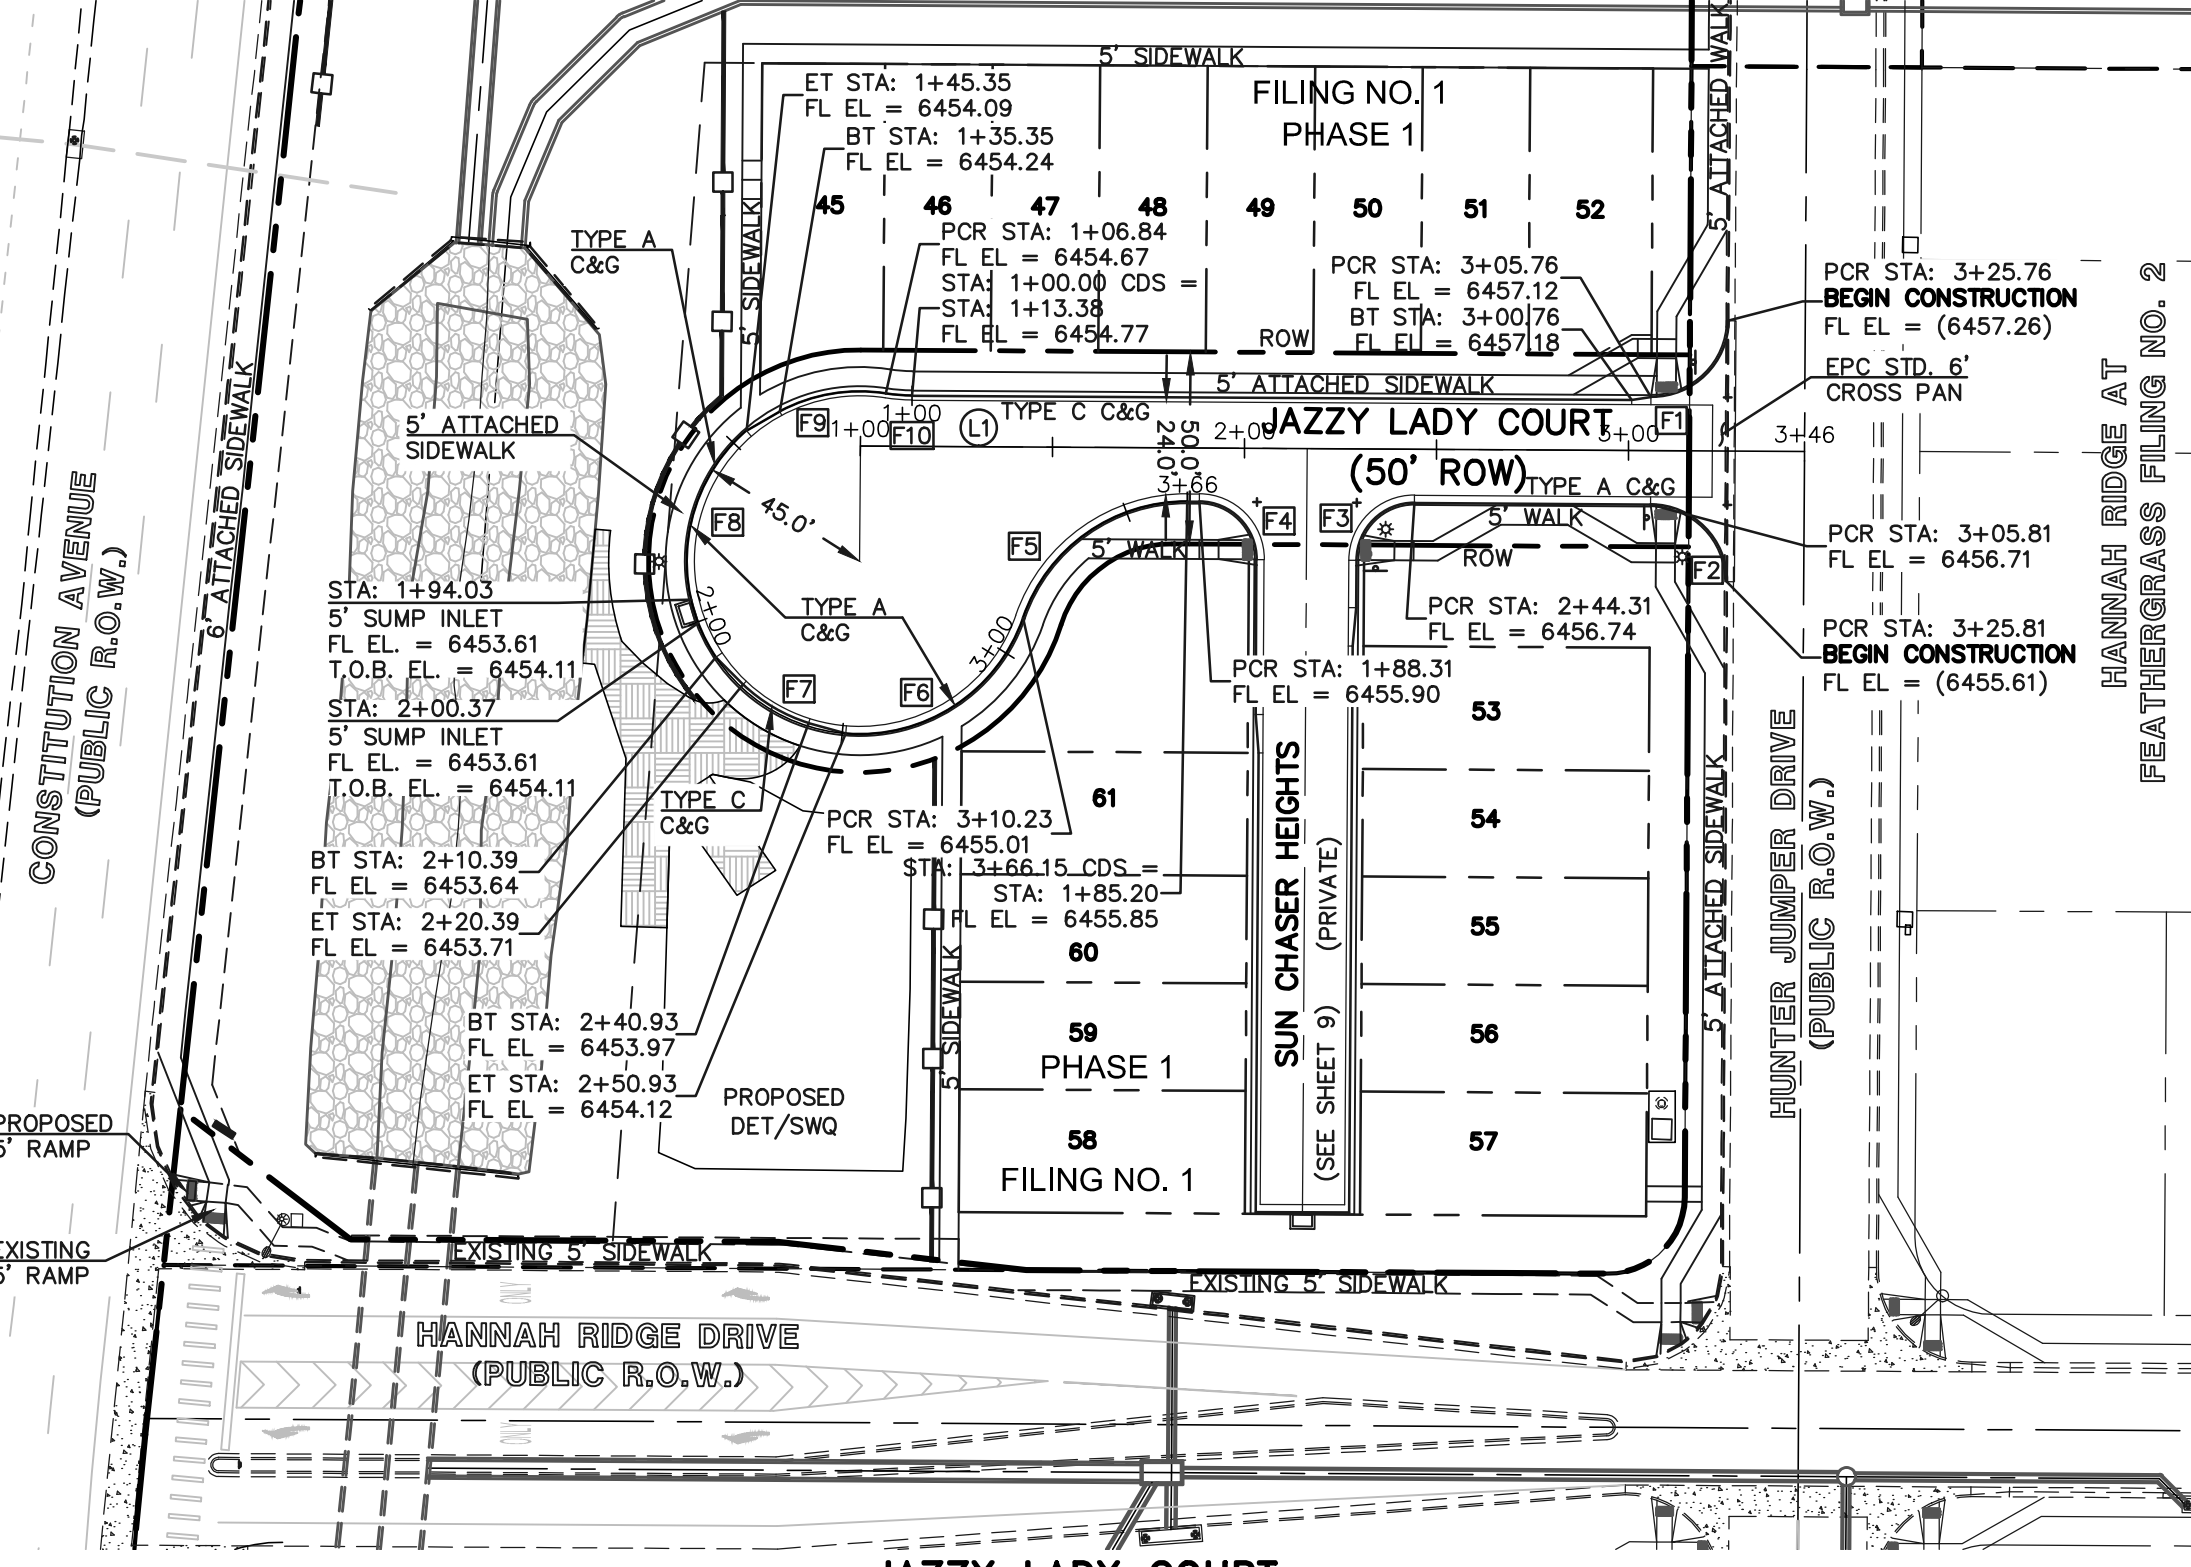 5' SIDEWALK
ET STA: 1+45.35
FL EL = 6454.09
BT STA: 1+35.35
FL EL = 6454.24
FILING NO. 1
PHASE 1
5' ATTACHED WALK
45
46
47
48
49
50
51
52
5' SIDEWALK
TYPE A
C&G
PCR STA: 1+06.84
FL EL = 6454.67
STA: 1+00.00 CDS =
STA: 1+13.38
FL EL = 6454.77
PCR STA: 3+05.76
FL EL = 6457.12
BT STA: 3+00.76
FL EL = 6457.18
ROW
PCR STA: 3+25.76
BEGIN CONSTRUCTION
FL EL = (6457.26)
EPC STD. 6'
CROSS PAN
HANNAH RIDGE AT
FEATHERGRASS FILING NO. 2
5' ATTACHED SIDEWALK
TYPE C C&G
JAZZY LADY COURT
(50' ROW)
F9
1+00
1+00
F10
L1
24.0'
50.0'
2+00
3+00
F1
3+46
5' ATTACHED
SIDEWALK
6' ATTACHED SIDEWALK
CONSTITUTION AVENUE
(PUBLIC R.O.W.)
45.0'
F8
3+66
F4
F3
TYPE A C&G
5' WALK
F5
5' WALK
ROW
F2
PCR STA: 3+05.81
FL EL = 6456.71
STA: 1+94.03
5' SUMP INLET
FL EL. = 6453.61
T.O.B. EL. = 6454.11
2+00
TYPE A
C&G
3+00
PCR STA: 2+44.31
FL EL = 6456.74
PCR STA: 3+25.81
BEGIN CONSTRUCTION
FL EL = (6455.61)
PCR STA: 1+88.31
FL EL = 6455.90
STA: 2+00.37
5' SUMP INLET
FL EL. = 6453.61
T.O.B. EL. = 6454.11
F7
F6
53
61
54
TYPE C
C&G
PCR STA: 3+10.23
FL EL = 6455.01
STA: 3+66.15 CDS =
STA: 1+85.20
FL EL = 6455.85
BT STA: 2+10.39
FL EL = 6453.64
ET STA: 2+20.39
FL EL = 6453.71
SUN CHASER HEIGHTS
(SEE SHEET 9) (PRIVATE)
5' ATTACHED SIDEWALK
HUNTER JUMPER DRIVE
(PUBLIC R.O.W.)
55
60
5' SIDEWALK
BT STA: 2+40.93
FL EL = 6453.97
ET STA: 2+50.93
FL EL = 6454.12
59
PHASE 1
56
PROPOSED
DET/SWQ
58
57
FILING NO. 1
PROPOSED
5' RAMP
EXISTING
5' RAMP
EXISTING 5' SIDEWALK
EXISTING 5' SIDEWALK
HANNAH RIDGE DRIVE
(PUBLIC R.O.W.)
JAZZY LADY COURT